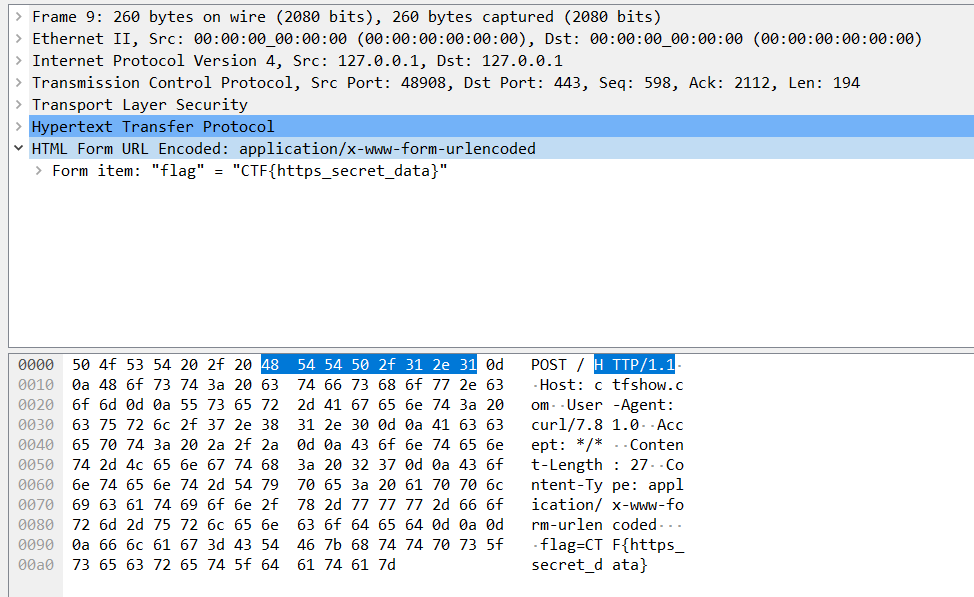 Frame 9: 260 bytes on wire (2080 bits), 260 bytes captured (2080 bits)
Ethernet II, Src: 00:00:00_00:00:00 (00:00:00:00:00:00), Dst: 00:00:00_00:00:00 (00:00:00:00:00:00)
Internet Protocol Version 4, Src: 127.0.0.1, Dst: 127.0.0.1
Transmission Control Protocol, Src Port: 48908, Dst Port: 443, Seq: 598, Ack: 2112, Len: 194
Transport Layer Security
Hypertext Transfer Protocol
HTML Form URL Encoded: application/x-www-form-urlencoded
Form item: "flag" = "CTF{https_secret_data}"
0000 50 4f 53 54 20 2f 20 48 54 54 50 2f 31 2e 31 0d POST / H TTP/1.1·
0010 0a 48 6f 73 74 3a 20 63 74 66 73 68 6f 77 2e 63 ·Host: c tfshow.c
0020 6f 6d 0d 0a 55 73 65 72 2d 41 67 65 6e 74 3a 20 om··User -Agent:
0030 63 75 72 6c 2f 37 2e 38 31 2e 30 0d 0a 41 63 63 curl/7.8 1.0··Acc
0040 65 70 74 3a 20 2a 2f 2a 0d 0a 43 6f 6e 74 65 6e ept: */* ··Conten
0050 74 2d 4c 65 6e 67 74 68 3a 20 32 37 0d 0a 43 6f t-Length : 27··Co
0060 6e 74 65 6e 74 2d 54 79 70 65 3a 20 61 70 70 6c ntent-Ty pe: appl
0070 69 63 61 74 69 6f 6e 2f 78 2d 77 77 77 2d 66 6f ication/ x-www-fo
0080 72 6d 2d 75 72 6c 65 6e 63 6f 64 65 64 0d 0a 0d rm-urlen coded···
0090 0a 66 6c 61 67 3d 43 54 46 7b 68 74 74 70 73 5f ·flag=CT F{https_
00a0 73 65 63 72 65 74 5f 64 61 74 61 7d secret_d ata}